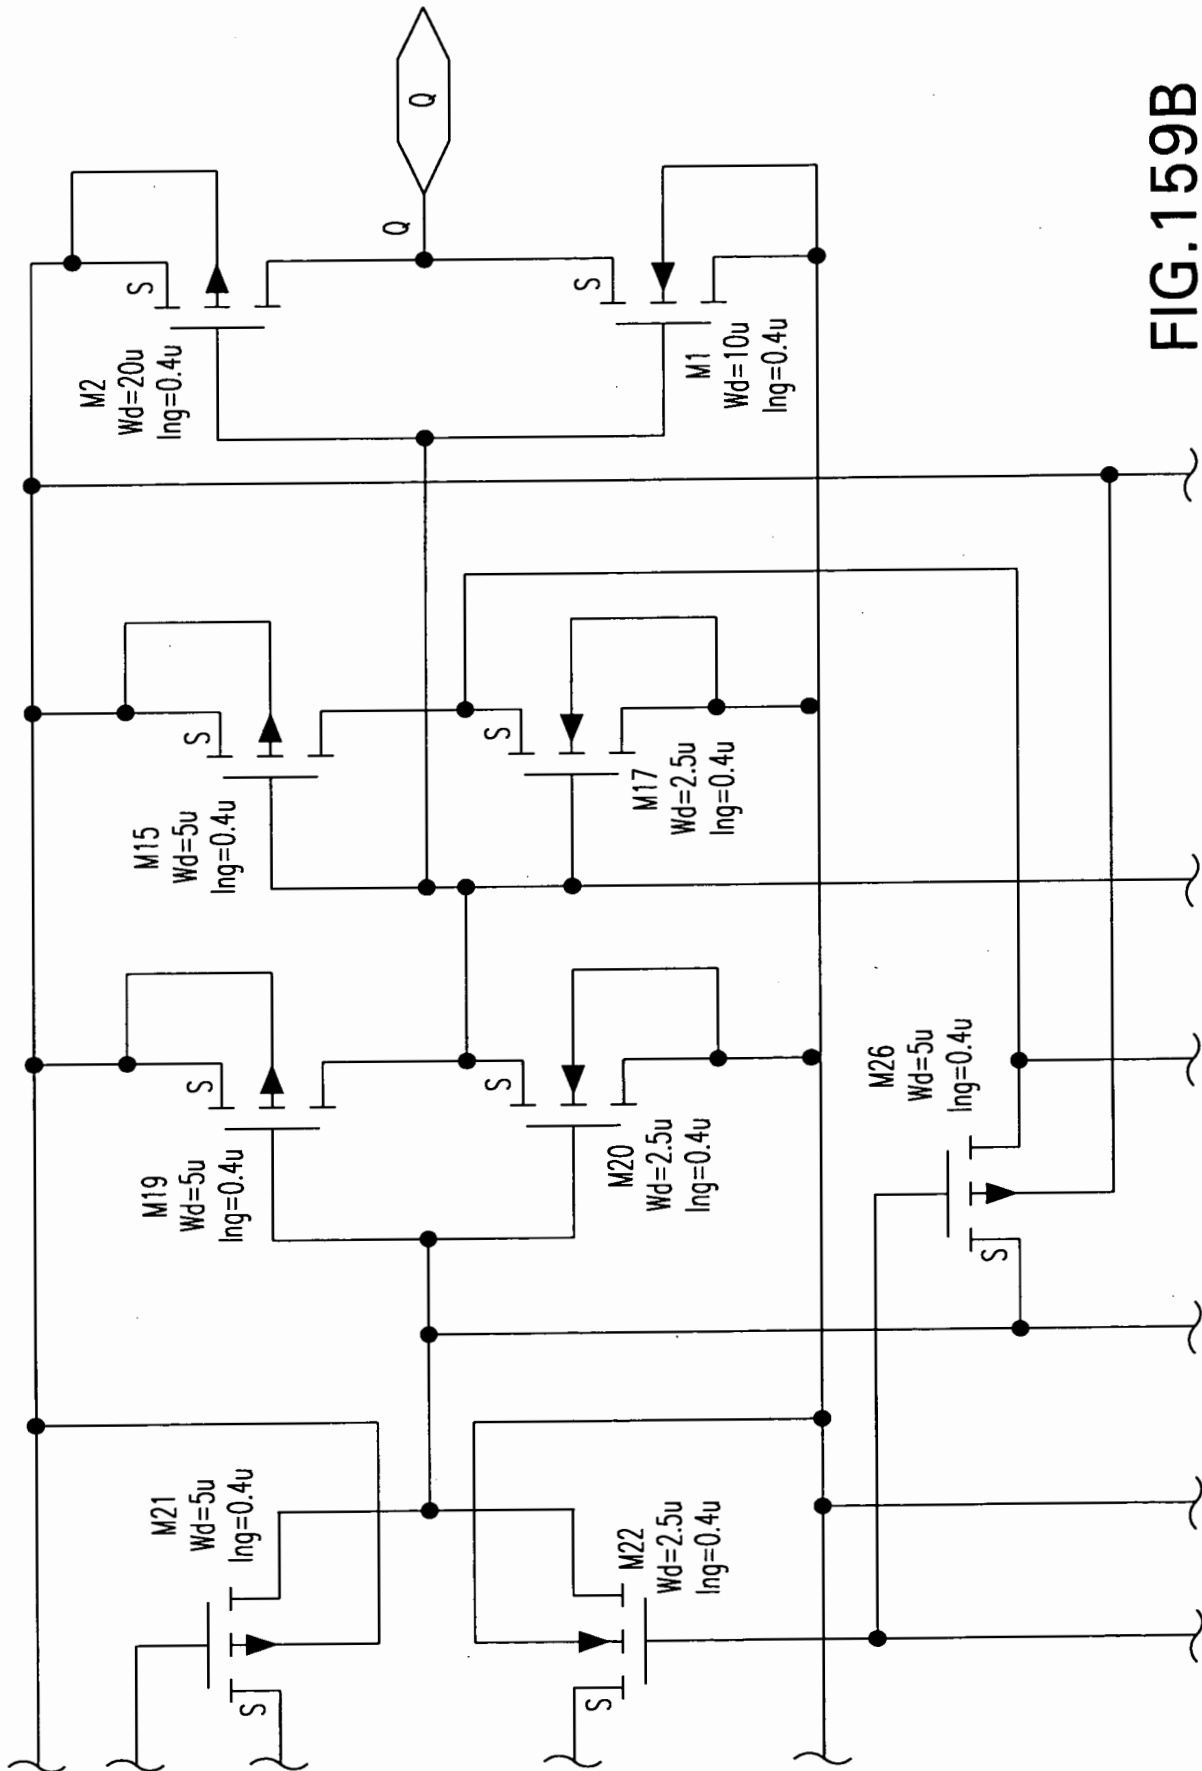 M2
Wd=20u
lng=0.4u
S
Q
Q
S
M1
Wd=10u
lng=0.4u
M15
Wd=5u
lng=0.4u
S
S
M17
Wd=2.5u
lng=0.4u
M19
Wd=5u
lng=0.4u
S
S
M20
Wd=2.5u
lng=0.4u
M26
Wd=5u
lng=0.4u
S
M21
Wd=5u
lng=0.4u
S
M22
Wd=2.5u
lng=0.4u
S
FIG.159B